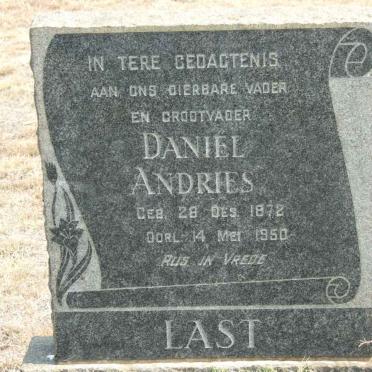 IN TERE GEDAGTENIS
AAN ONS DIERBARE VADER
EN GROOTVADER
DANIEL
ANDRIES
GEB. 28 DES. 1872
OORL. 14 MEI 1950
RUS IN VREDE
LAST